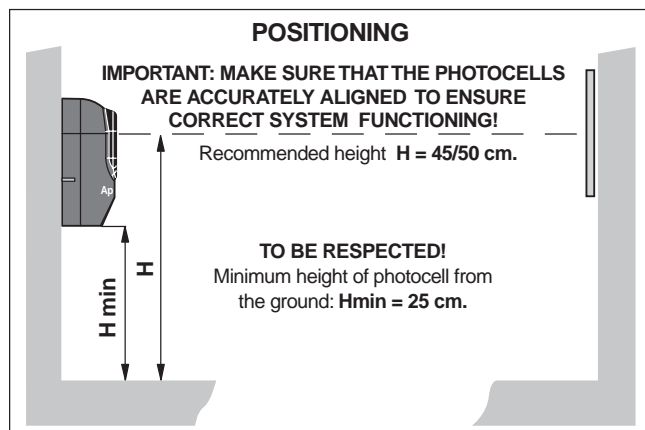 POSITIONING
IMPORTANT: MAKE SURE THAT THE PHOTOCELLS
ARE ACCURATELY ALIGNED TO ENSURE
CORRECT SYSTEM FUNCTIONING!
Recommended height H = 45/50 cm.
Ap
TO BE RESPECTED!
Minimum height of photocell from
the ground: Hmin = 25 cm.
H min
H